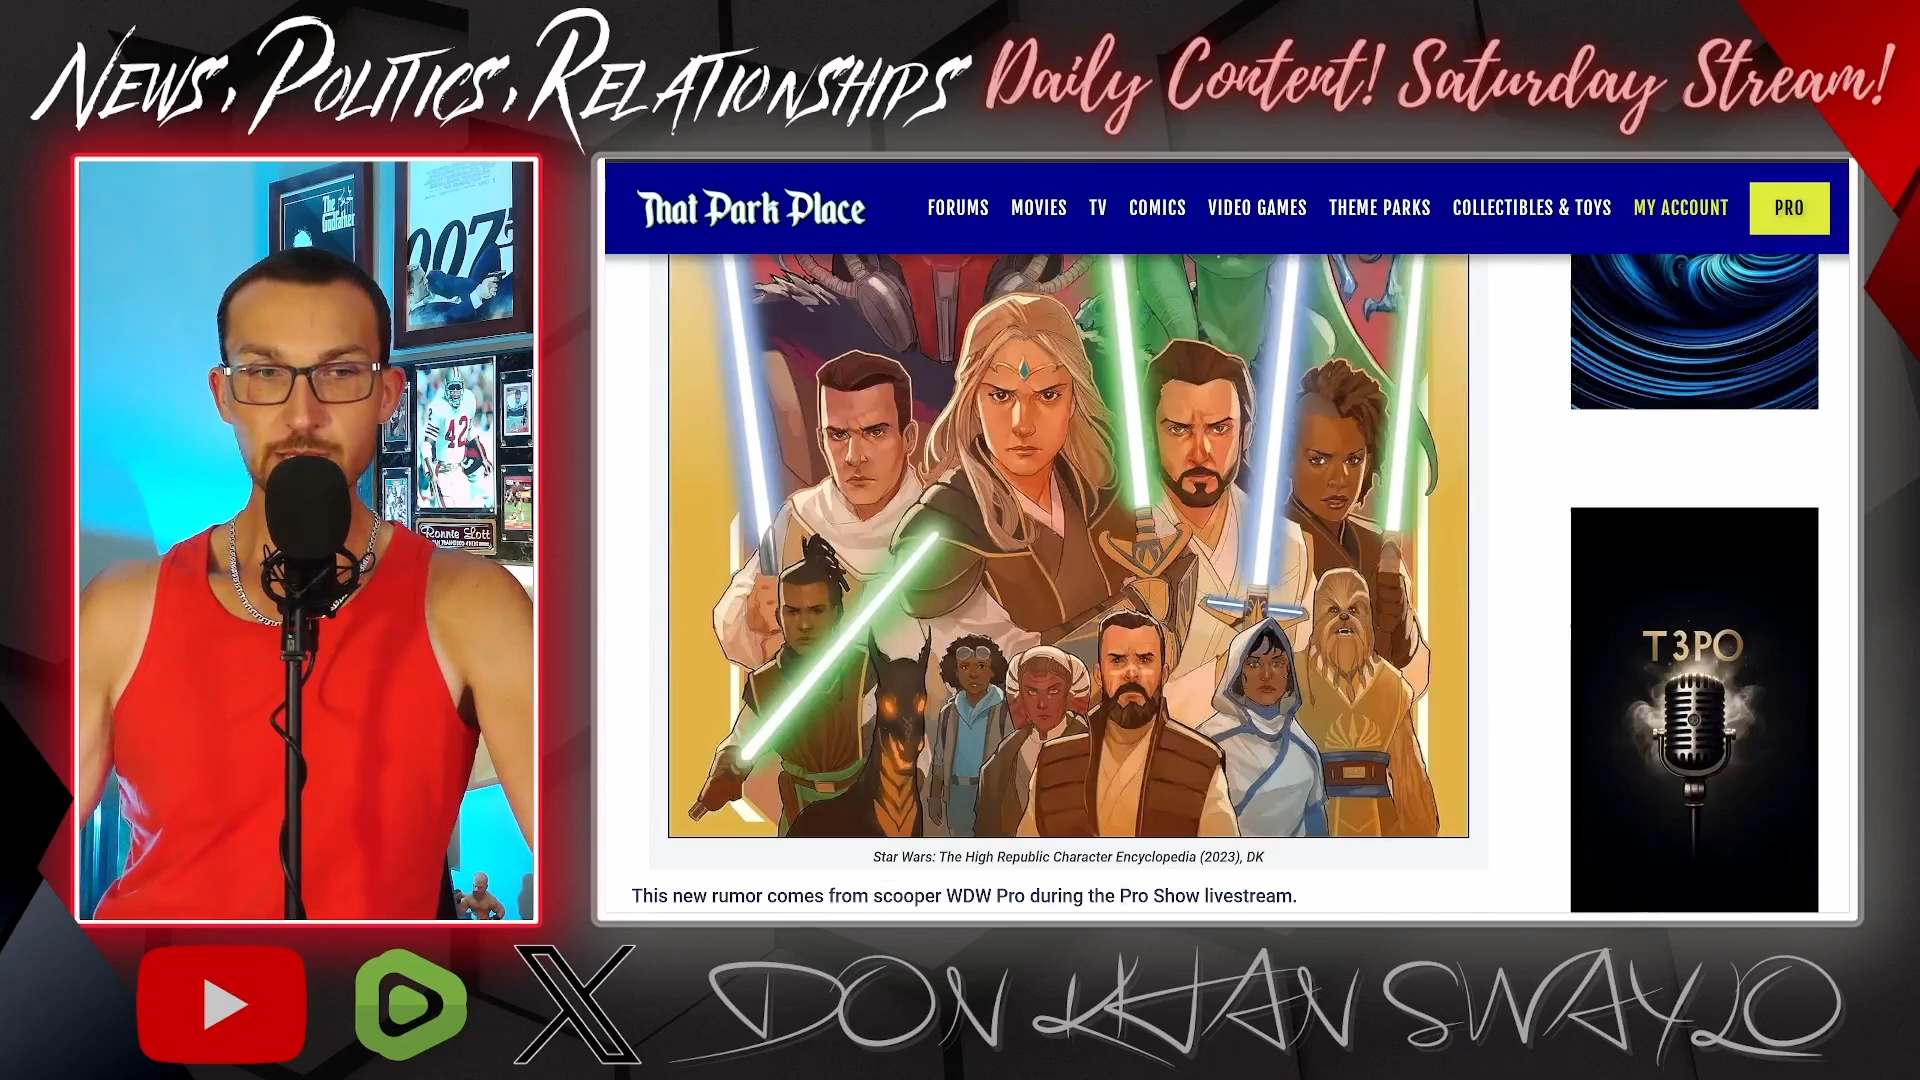 NEWS, POLITICS, RELATIONSHIPS
Daily Content! Saturday Stream!
The Godfather
007
42
Ronnie Lott
That Park Place
FORUMS MOVIES TV COMICS VIDEO GAMES THEME PARKS COLLECTIBLES & TOYS MY ACCOUNT PRO
T3PO
Star Wars: The High Republic Character Encyclopedia (2023), DK
This new rumor comes from scooper WDW Pro during the Pro Show livestream.
X DON KHAN SWAYLO